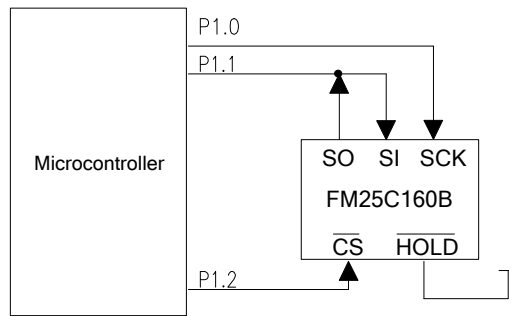 P1.0
P1.1
Microcontroller
SO SI SCK
FM25C160B
CS HOLD
P1.2